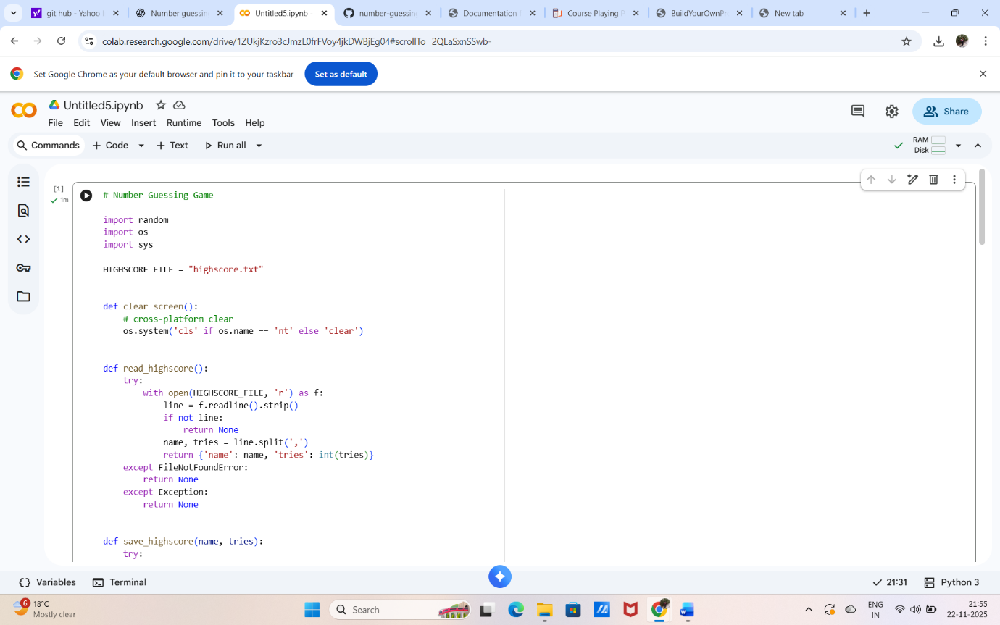 git hub - Yahoo
Number guessin
Untitled5.ipynb
number-guessin
Documentation
Course Playing
BuildYourOwnPr
New tab
colab.research.google.com/drive/1ZUkjKzro3cJmzL0frFVoy4jkDWBjEg04#scrollTo=2QLaSxnSSwb-
Set Google Chrome as your default browser and pin it to your taskbar
Set as default
Untitled5.ipynb
File Edit View Insert Runtime Tools Help
Share
Commands + Code + Text Run all
RAM
Disk
[1]
1m
# Number Guessing Game
import random
import os
import sys
HIGHSCORE_FILE = "highscore.txt"
def clear_screen():
# cross-platform clear
os.system('cls' if os.name == 'nt' else 'clear')
def read_highscore():
try:
with open(HIGHSCORE_FILE, 'r') as f:
line = f.readline().strip()
if not line:
return None
name, tries = line.split(',')
return {'name': name, 'tries': int(tries)}
except FileNotFoundError:
return None
except Exception:
return None
def save_highscore(name, tries):
try:
Variables
Terminal
21:31
Python 3
6
18°C
Mostly clear
Search
ENG
IN
21:55
22-11-2025